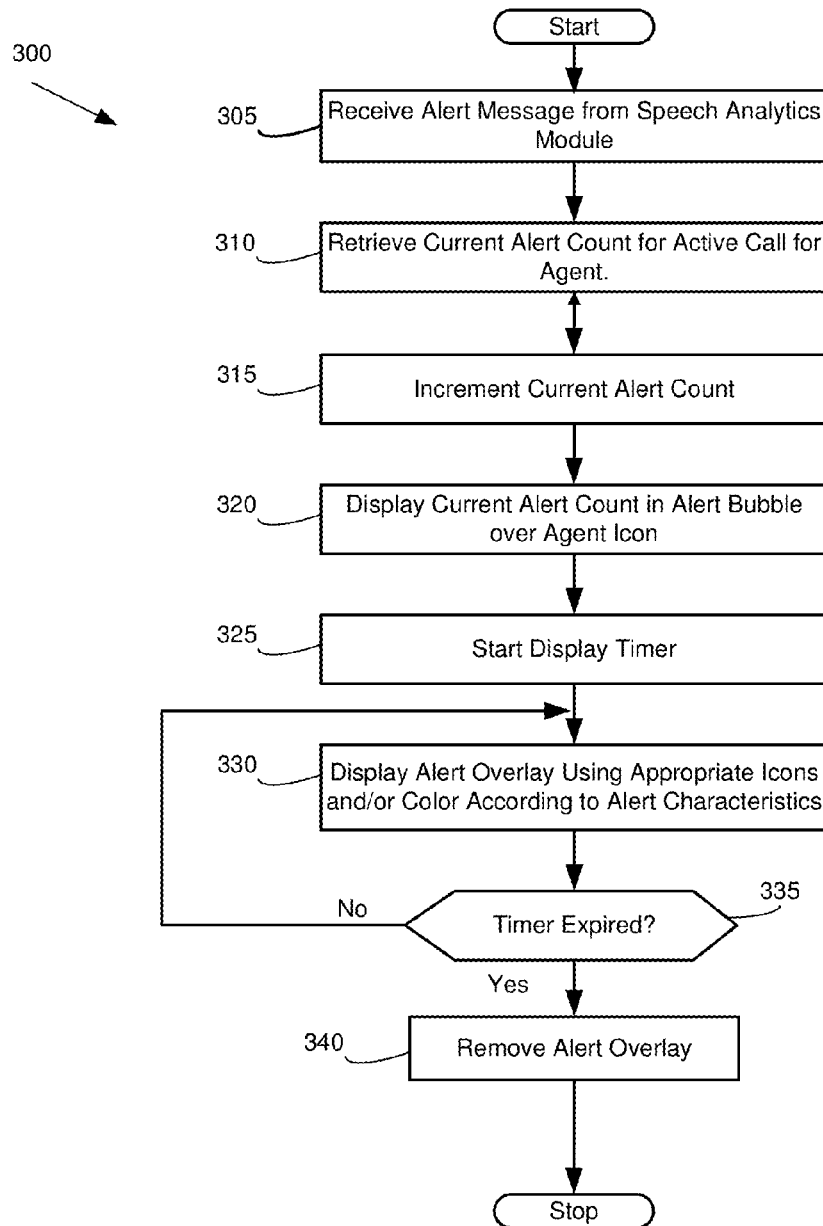 Start
300
305
Receive Alert Message from Speech Analytics
Module
310
Retrieve Current Alert Count for Active Call for
Agent.
315
Increment Current Alert Count
320
Display Current Alert Count in Alert Bubble
over Agent Icon
325
Start Display Timer
330
Display Alert Overlay Using Appropriate Icons
and/or Color According to Alert Characteristics
335
No
Timer Expired?
Yes
340
Remove Alert Overlay
Stop